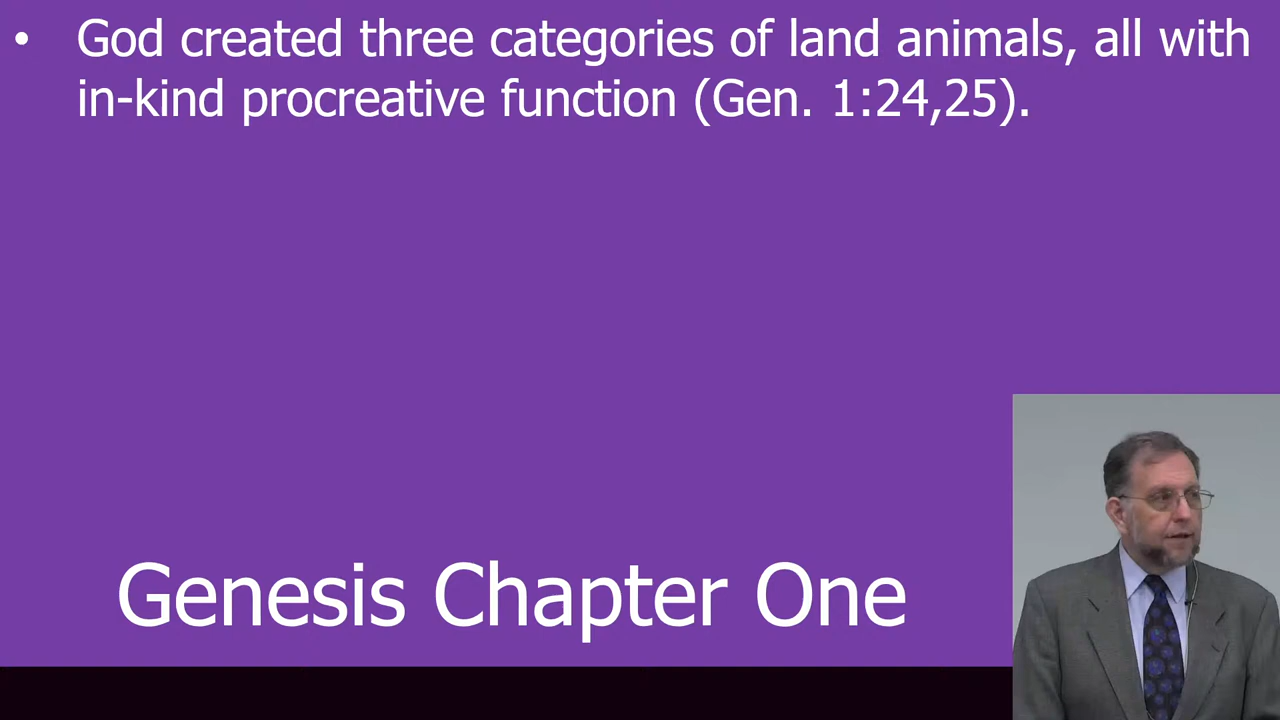 • God created three categories of land animals, all with
in-kind procreative function (Gen. 1:24,25).
Genesis Chapter One